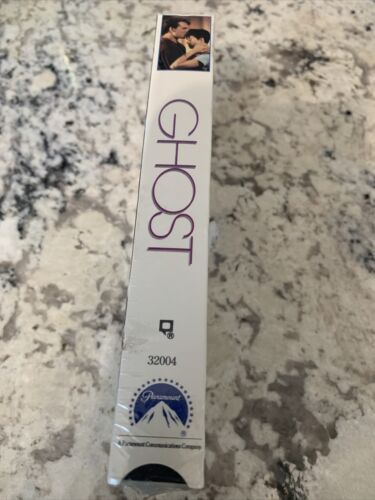 GHOST
®
32004
Paramount
®
A Paramount Communications Company